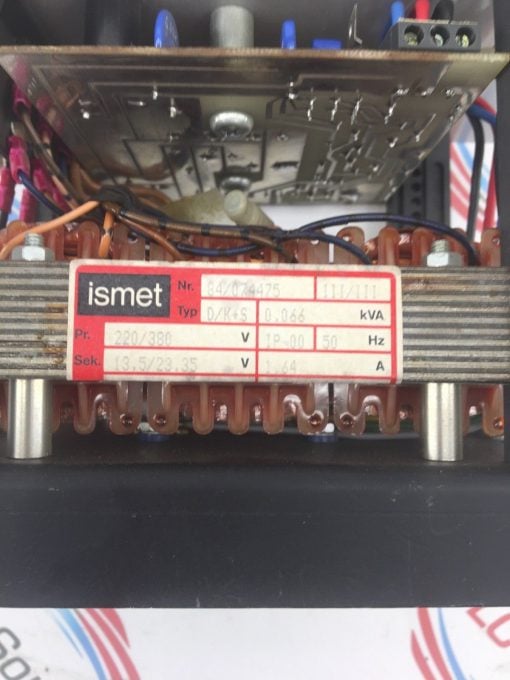 ismet Nr. 84/074475 111/111
Typ D/K+S 0.066 kVA
Pr. 220/380 V IP 00 50 Hz
Sek. 13.5/23.35 V 1.64 A